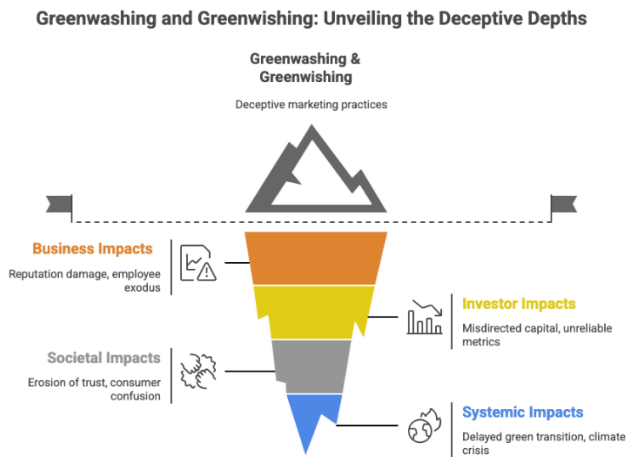 Greenwashing and Greenwishing: Unveiling the Deceptive Depths
Greenwashing &
Greenwishing
Deceptive marketing practices
Business Impacts
Reputation damage, employee
exodus
Investor Impacts
Misdirected capital, unreliable
metrics
Societal Impacts
Erosion of trust, consumer
confusion
Systemic Impacts
Delayed green transition, climate
crisis